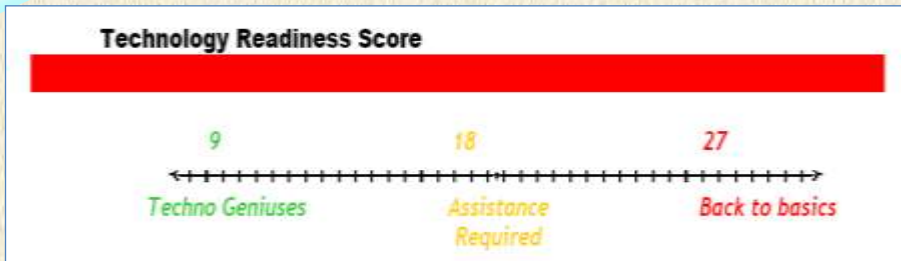 Technology Readiness Score
9 18 27
Techno Geniuses Assistance Back to basics
Required